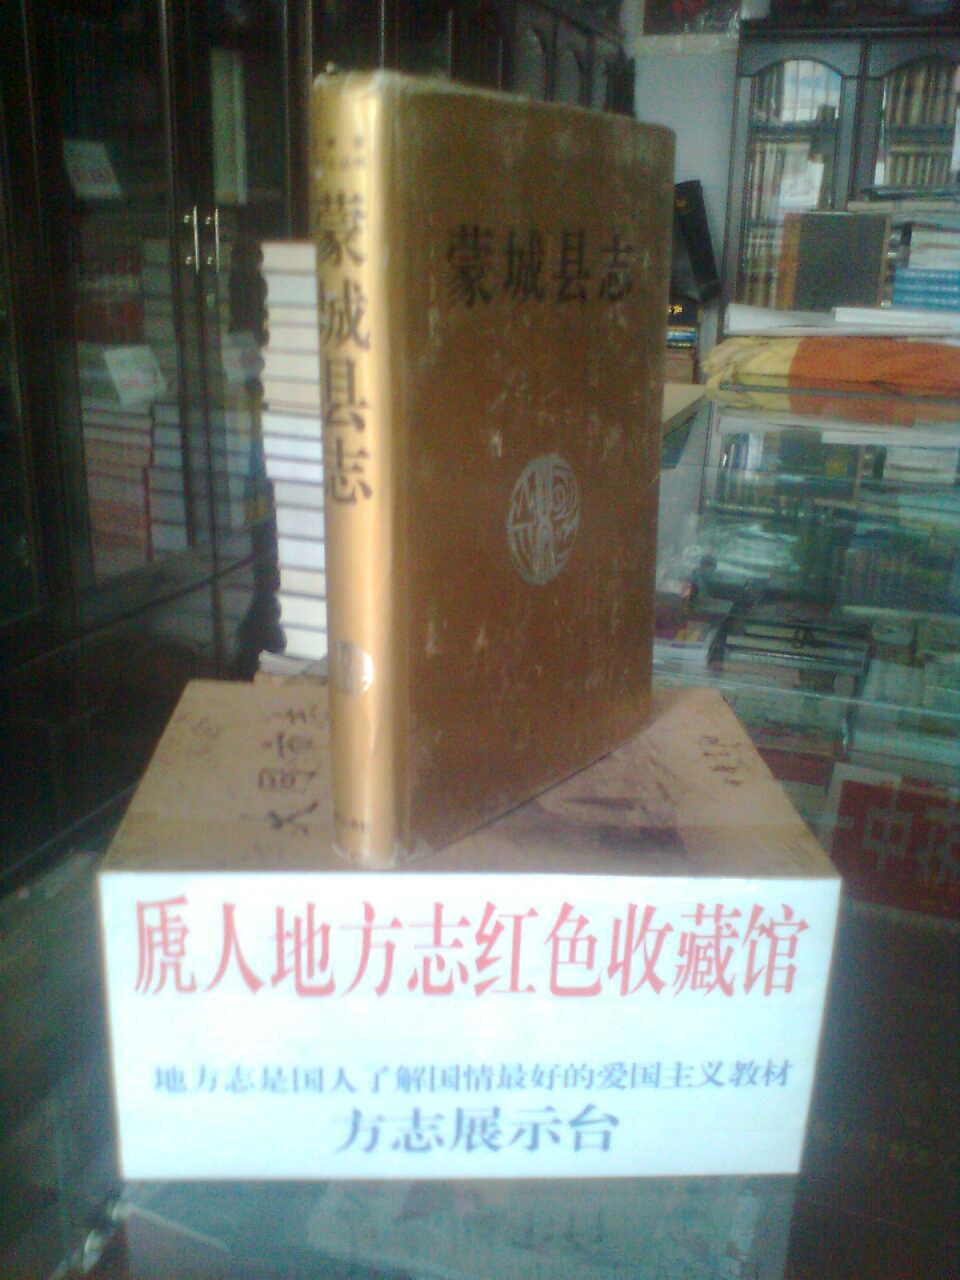 蒙城县志
蒙城县志
虒人地方志红色收藏馆
地方志是国人了解国情最好的爱国主义教材
方志展示台